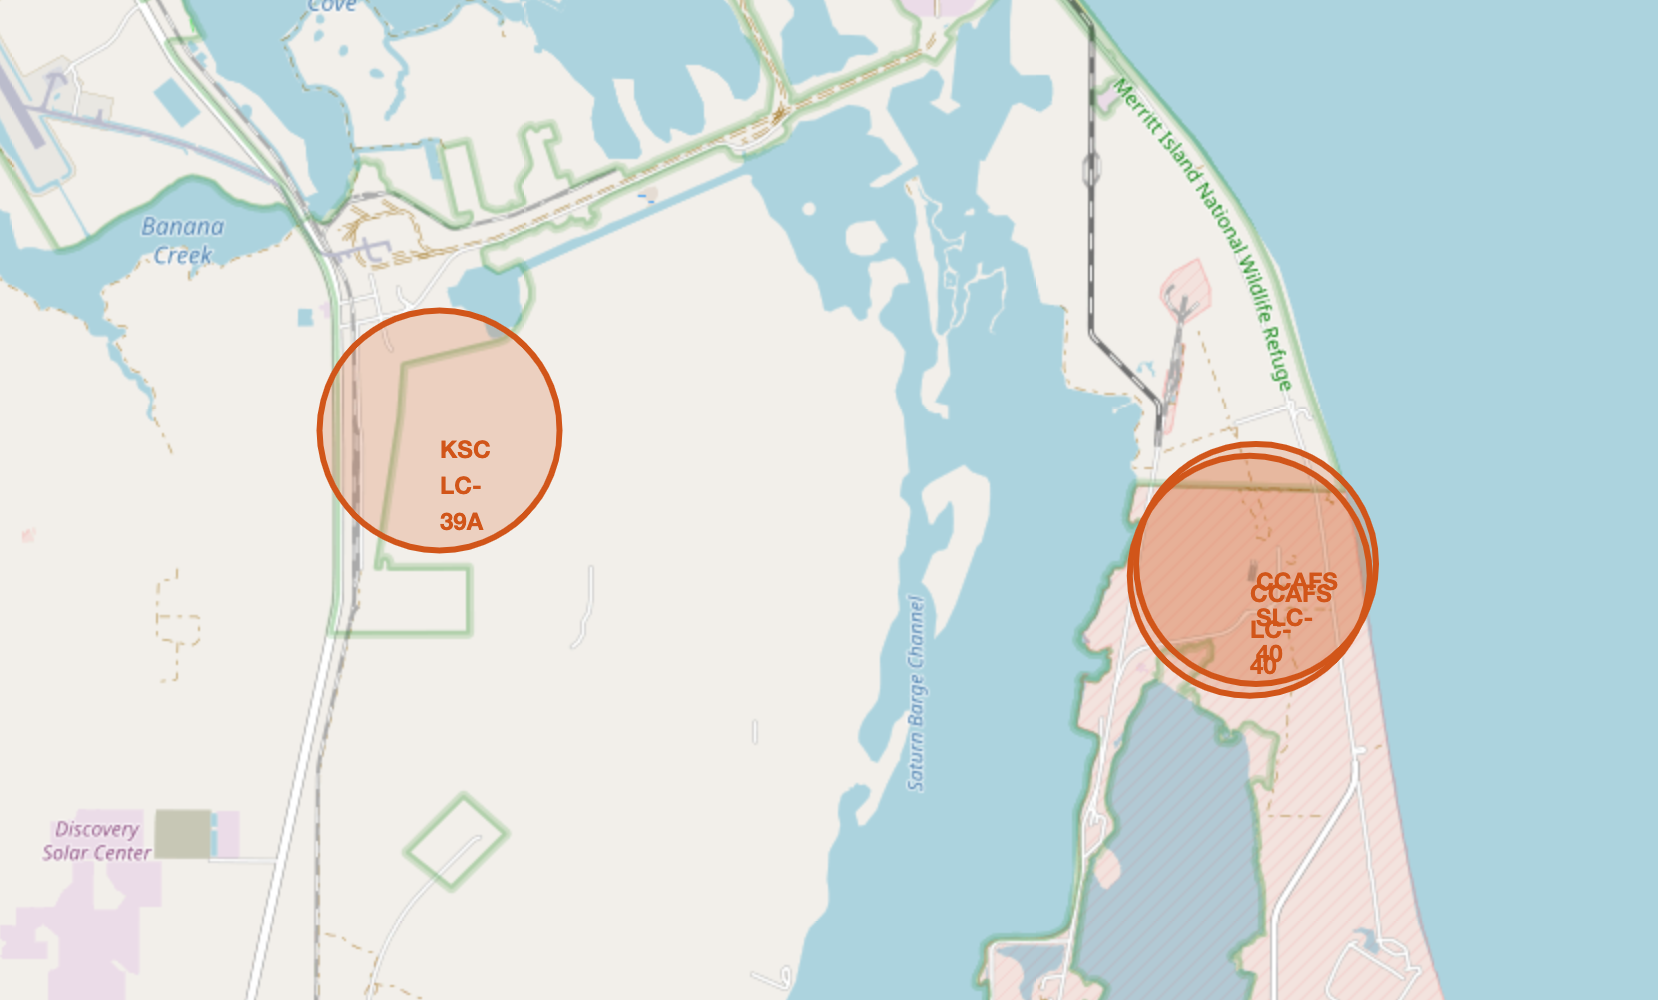 Cove
Merritt Island National Wildlife Refuge
Banana
Creek
KSC
LC-
39A
CCAFS
SLC-
40
CCAFS
LC-
40
Saturn Barge Channel
Discovery
Solar Center